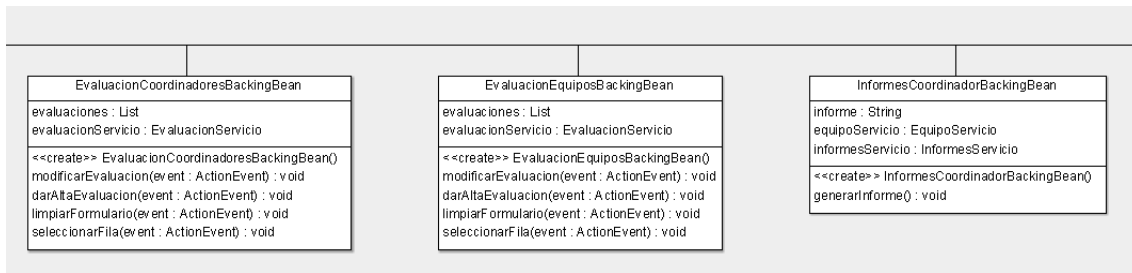 EvaluacionCoordinadoresBackingBean
evaluaciones : List
evaluacionServicio : EvaluacionServicio
<<create>> EvaluacionCoordinadoresBackingBean()
modificarEvaluacion(event : ActionEvent) : void
darAltaEvaluacion(event : ActionEvent) : void
limpiarFormulario(event : ActionEvent) : void
seleccionarFila(event : ActionEvent) : void
EvaluacionEquiposBackingBean
evaluaciones : List
evaluacionServicio : EvaluacionServicio
<<create>> EvaluacionEquiposBackingBean()
modificarEvaluacion(event : ActionEvent) : void
darAltaEvaluacion(event : ActionEvent) : void
limpiarFormulario(event : ActionEvent) : void
seleccionarFila(event : ActionEvent) : void
InformesCoordinadorBackingBean
informe : String
equipoServicio : EquipoServicio
informesServicio : InformesServicio
<<create>> InformesCoordinadorBackingBean()
generarInforme() : void